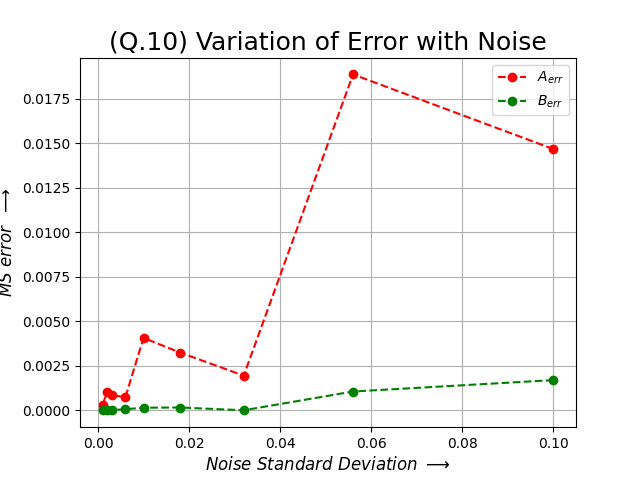 (Q.10) Variation of Error with Noise
A_err
B_err
MS error ⟶
0.0175
0.0150
0.0125
0.0100
0.0075
0.0050
0.0025
0.0000
0.00 0.02 0.04 0.06 0.08 0.10
Noise Standard Deviation ⟶